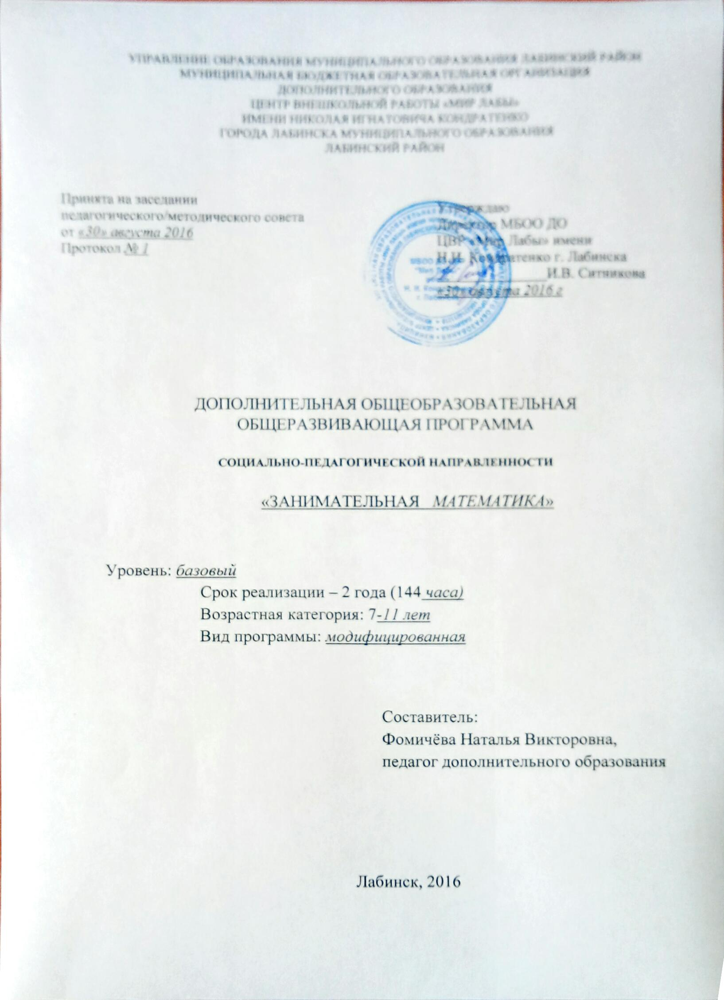 УПРАВЛЕНИЕ ОБРАЗОВАНИЯ МУНИЦИПАЛЬНОГО ОБРАЗОВАНИЯ ЛАБИНСКИЙ РАЙОН
МУНИЦИПАЛЬНАЯ БЮДЖЕТНАЯ ОБРАЗОВАТЕЛЬНАЯ ОРГАНИЗАЦИЯ
ДОПОЛНИТЕЛЬНОГО ОБРАЗОВАНИЯ
ЦЕНТР ВНЕШКОЛЬНОЙ РАБОТЫ «МИР ЛАБЫ»
ИМЕНИ НИКОЛАЯ ИГНАТОВИЧА КОНДРАТЕНКО
ГОРОДА ЛАБИНСКА МУНИЦИПАЛЬНОГО ОБРАЗОВАНИЯ
ЛАБИНСКИЙ РАЙОН
Принята на заседании
педагогического/методического совета
от «30» августа 2016
Протокол № 1
Утверждаю
Директор МБОО ДО
ЦВР «Мир Лабы» имени
Н.И. Кондратенко г. Лабинска
И.В. Ситникова
«30» августа 2016 г
ДОПОЛНИТЕЛЬНАЯ ОБЩЕОБРАЗОВАТЕЛЬНАЯ
ОБЩЕРАЗВИВАЮЩАЯ ПРОГРАММА
СОЦИАЛЬНО-ПЕДАГОГИЧЕСКОЙ НАПРАВЛЕННОСТИ
«ЗАНИМАТЕЛЬНАЯ МАТЕМАТИКА»
Уровень: базовый
Срок реализации – 2 года (144 часа)
Возрастная категория: 7-11 лет
Вид программы: модифицированная
Составитель:
Фомичёва Наталья Викторовна,
педагог дополнительного образования
Лабинск, 2016